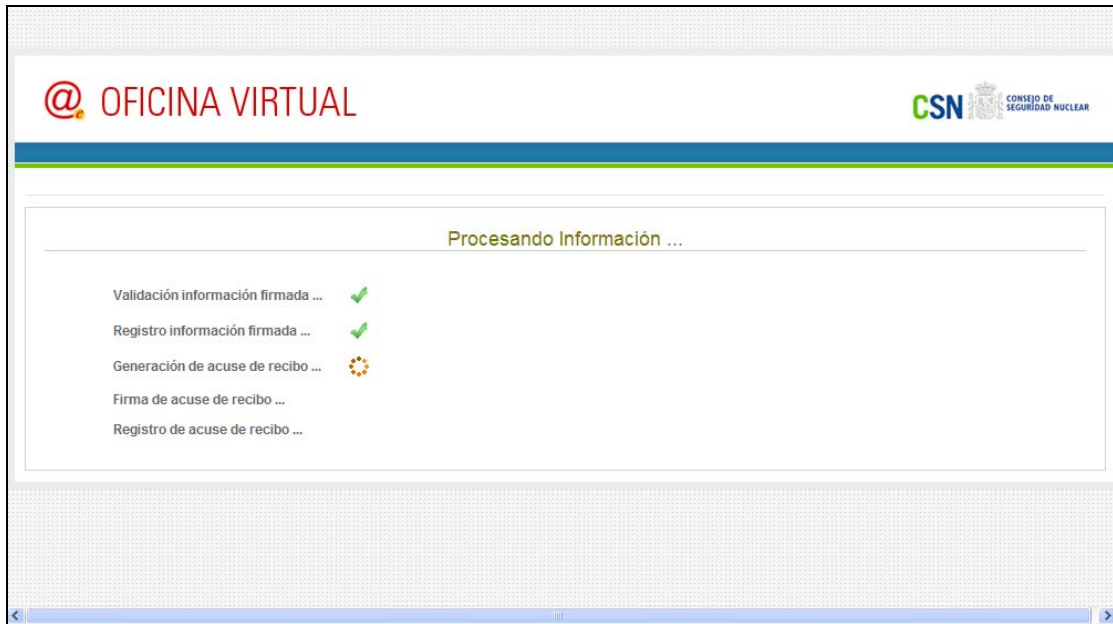 @e OFICINA VIRTUAL
CSN CONSEJO DE
SEGURIDAD NUCLEAR
Procesando Información ...
Validación información firmada ...
Registro información firmada ...
Generación de acuse de recibo ...
Firma de acuse de recibo ...
Registro de acuse de recibo ...